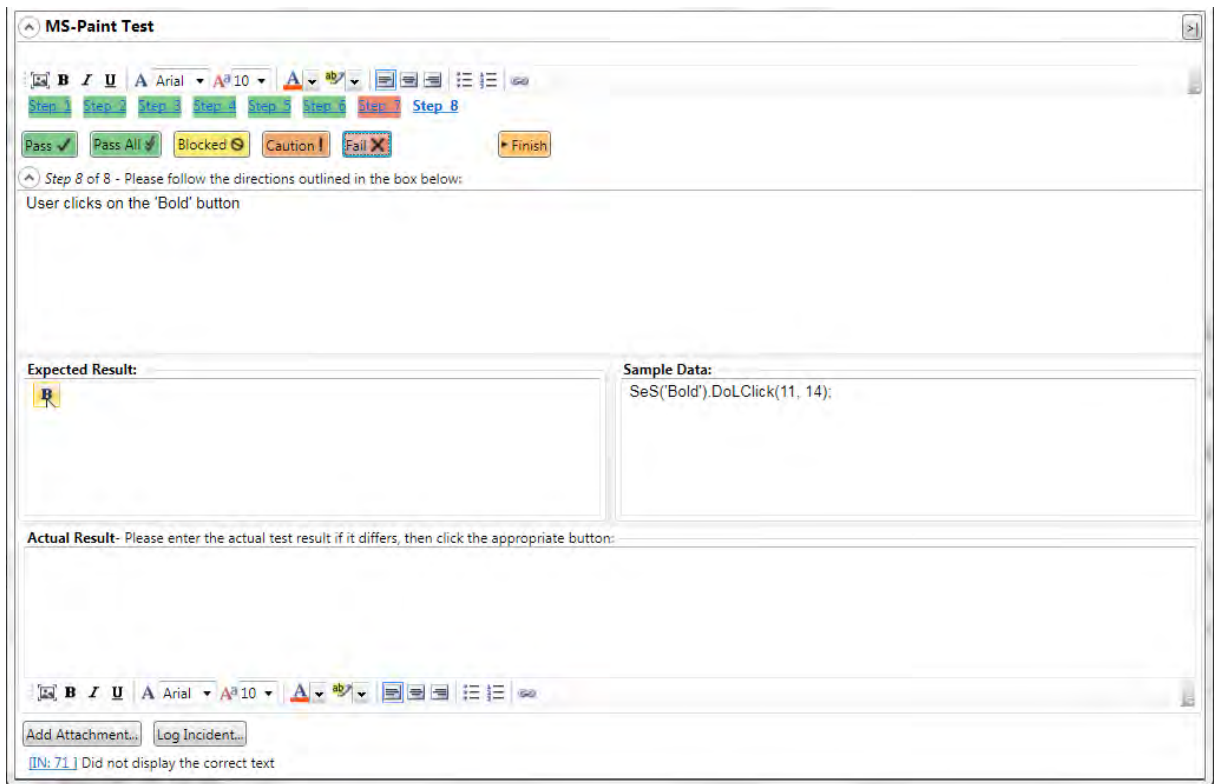 MS-Paint Test
B I U A Arial Aa 10 A ab
Step 1 Step 2 Step 3 Step 4 Step 5 Step 6 Step 7 Step 8
Pass Pass All Blocked Caution ! Fail Finish
Step 8 of 8 - Please follow the directions outlined in the box below:
User clicks on the 'Bold' button
Expected Result: Sample Data:
B SeS('Bold').DoLClick(11, 14);
Actual Result- Please enter the actual test result if it differs, then click the appropriate button:
B I U A Arial Aa 10 A ab
Add Attachment... Log Incident...
[IN: 71 ] Did not display the correct text